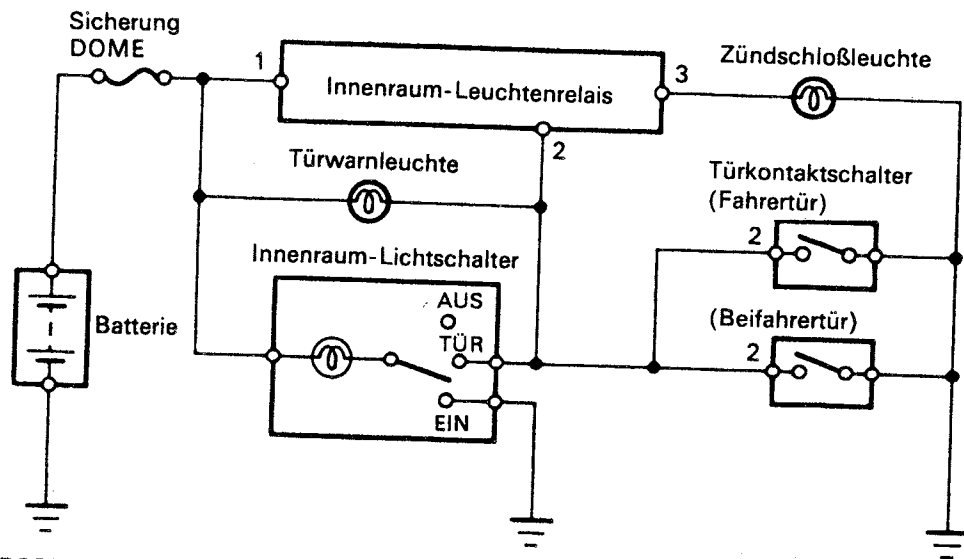 Sicherung
DOME
1
Innenraum-Leuchtenrelais
3
Zündschloßleuchte
2
Türwarnleuchte
Türkontaktschalter
(Fahrertür)
2
Innenraum-Lichtschalter
AUS
TÜR
EIN
Batterie
(Beifahrertür)
2